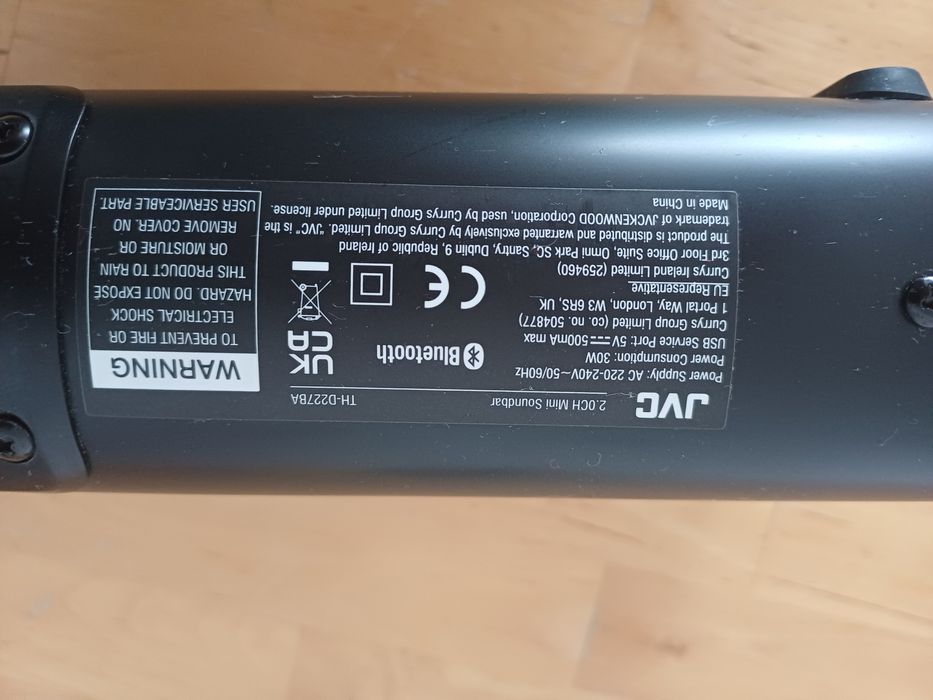 JVC
2.0CH Mini Soundbar
TH-D227BA
Power Supply: AC 220-240V~50/60Hz
Power Consumption: 30W
USB Service Port: 5V⎓500mA max
Currys Group Limited (co. no. 504877)
1 Portal Way, London, W3 6RS, UK
EU Representative
Currys Ireland Limited (259460)
3rd Floor Office Suite, Omni Park SC, Santry, Dublin 9, Republic of Ireland
The product is distributed and warranted exclusively by Currys Group Limited. "JVC" is the
trademark of JVCKENWOOD Corporation, used by Currys Group Limited under license.
Made in China
Bluetooth
UK
CA
CE
WARNING
TO PREVENT FIRE OR
ELECTRICAL SHOCK
HAZARD. DO NOT EXPOSE
THIS PRODUCT TO RAIN
OR MOISTURE OR
REMOVE COVER. NO
USER SERVICEABLE PART.